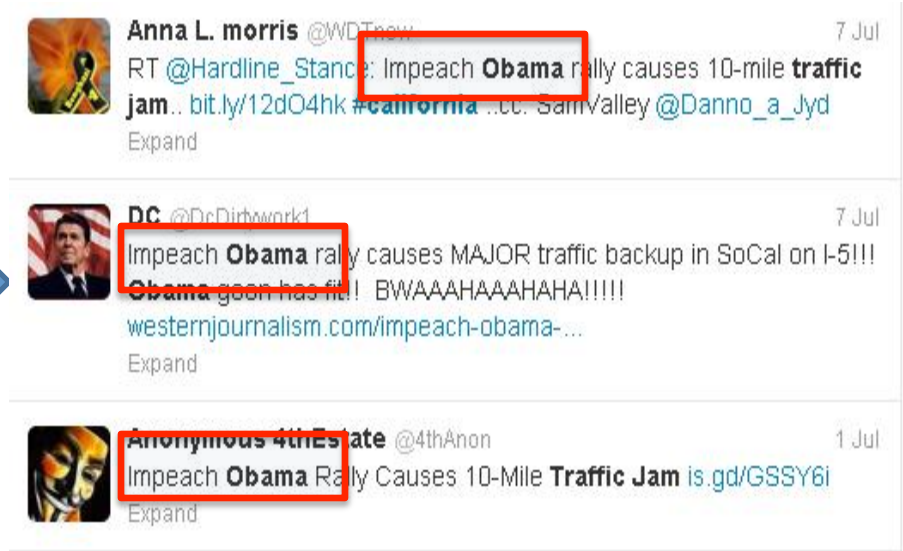 Anna L. morris @WDTnow 7 Jul
RT @Hardline_Stance: Impeach Obama rally causes 10-mile traffic
jam.. bit.ly/12dO4hk #california ..cc: SamValley @Danno_a_Jyd
Expand
DC @DcDirtywork1 7 Jul
Impeach Obama rally causes MAJOR traffic backup in SoCal on I-5!!!
Obama goon has fit!! BWAAAHAAAHAHA!!!!!
westernjournalism.com/impeach-obama-...
Expand
Anonymous 4thEstate @4thAnon 1 Jul
Impeach Obama Rally Causes 10-Mile Traffic Jam is.gd/GSSY6i
Expand